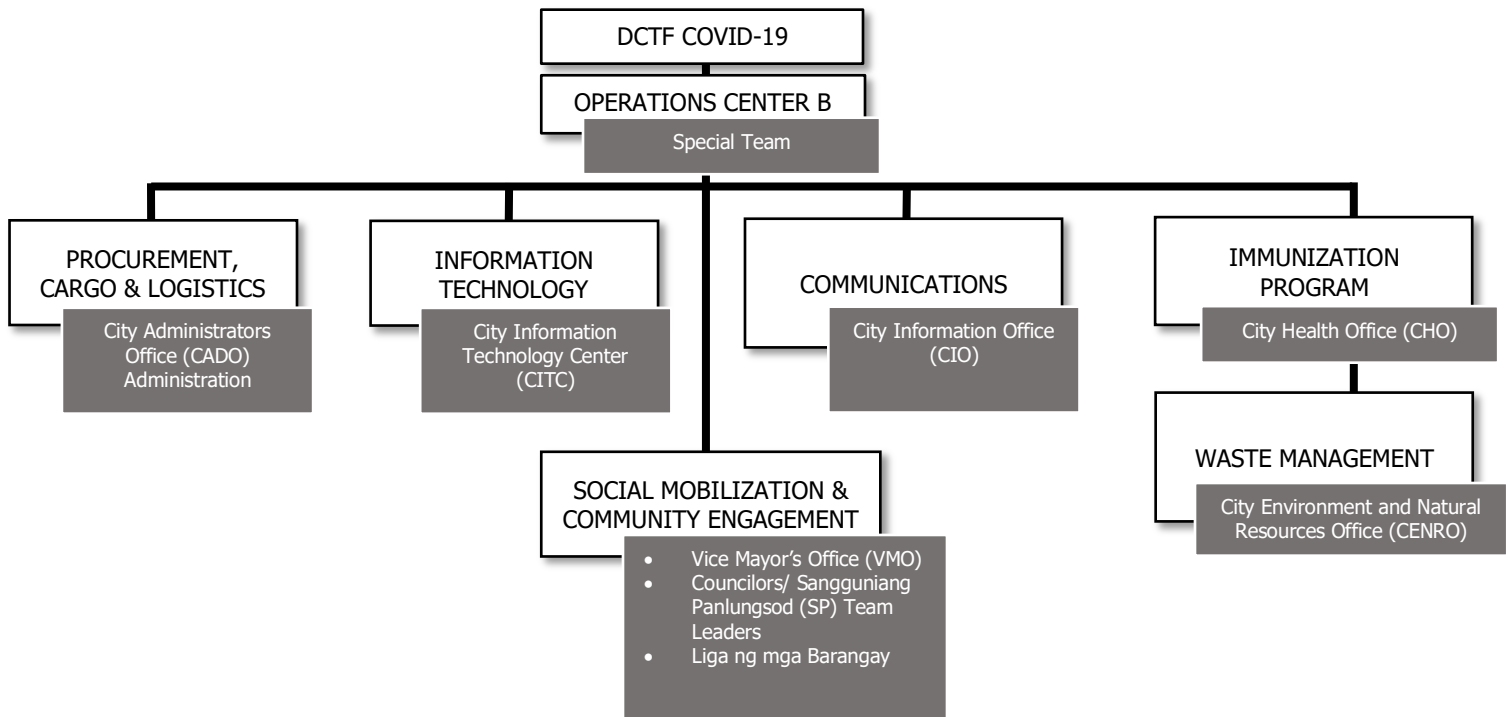 DCTF COVID-19
OPERATIONS CENTER B
Special Team
PROCUREMENT,
CARGO & LOGISTICS
City Administrators
Office (CADO)
Administration
INFORMATION
TECHNOLOGY
City Information
Technology Center
(CITC)
COMMUNICATIONS
City Information Office
(CIO)
IMMUNIZATION
PROGRAM
City Health Office (CHO)
WASTE MANAGEMENT
City Environment and Natural
Resources Office (CENRO)
SOCIAL MOBILIZATION &
COMMUNITY ENGAGEMENT
• Vice Mayor’s Office (VMO)
• Councilors/ Sangguniang
Panlungsod (SP) Team
Leaders
• Liga ng mga Barangay